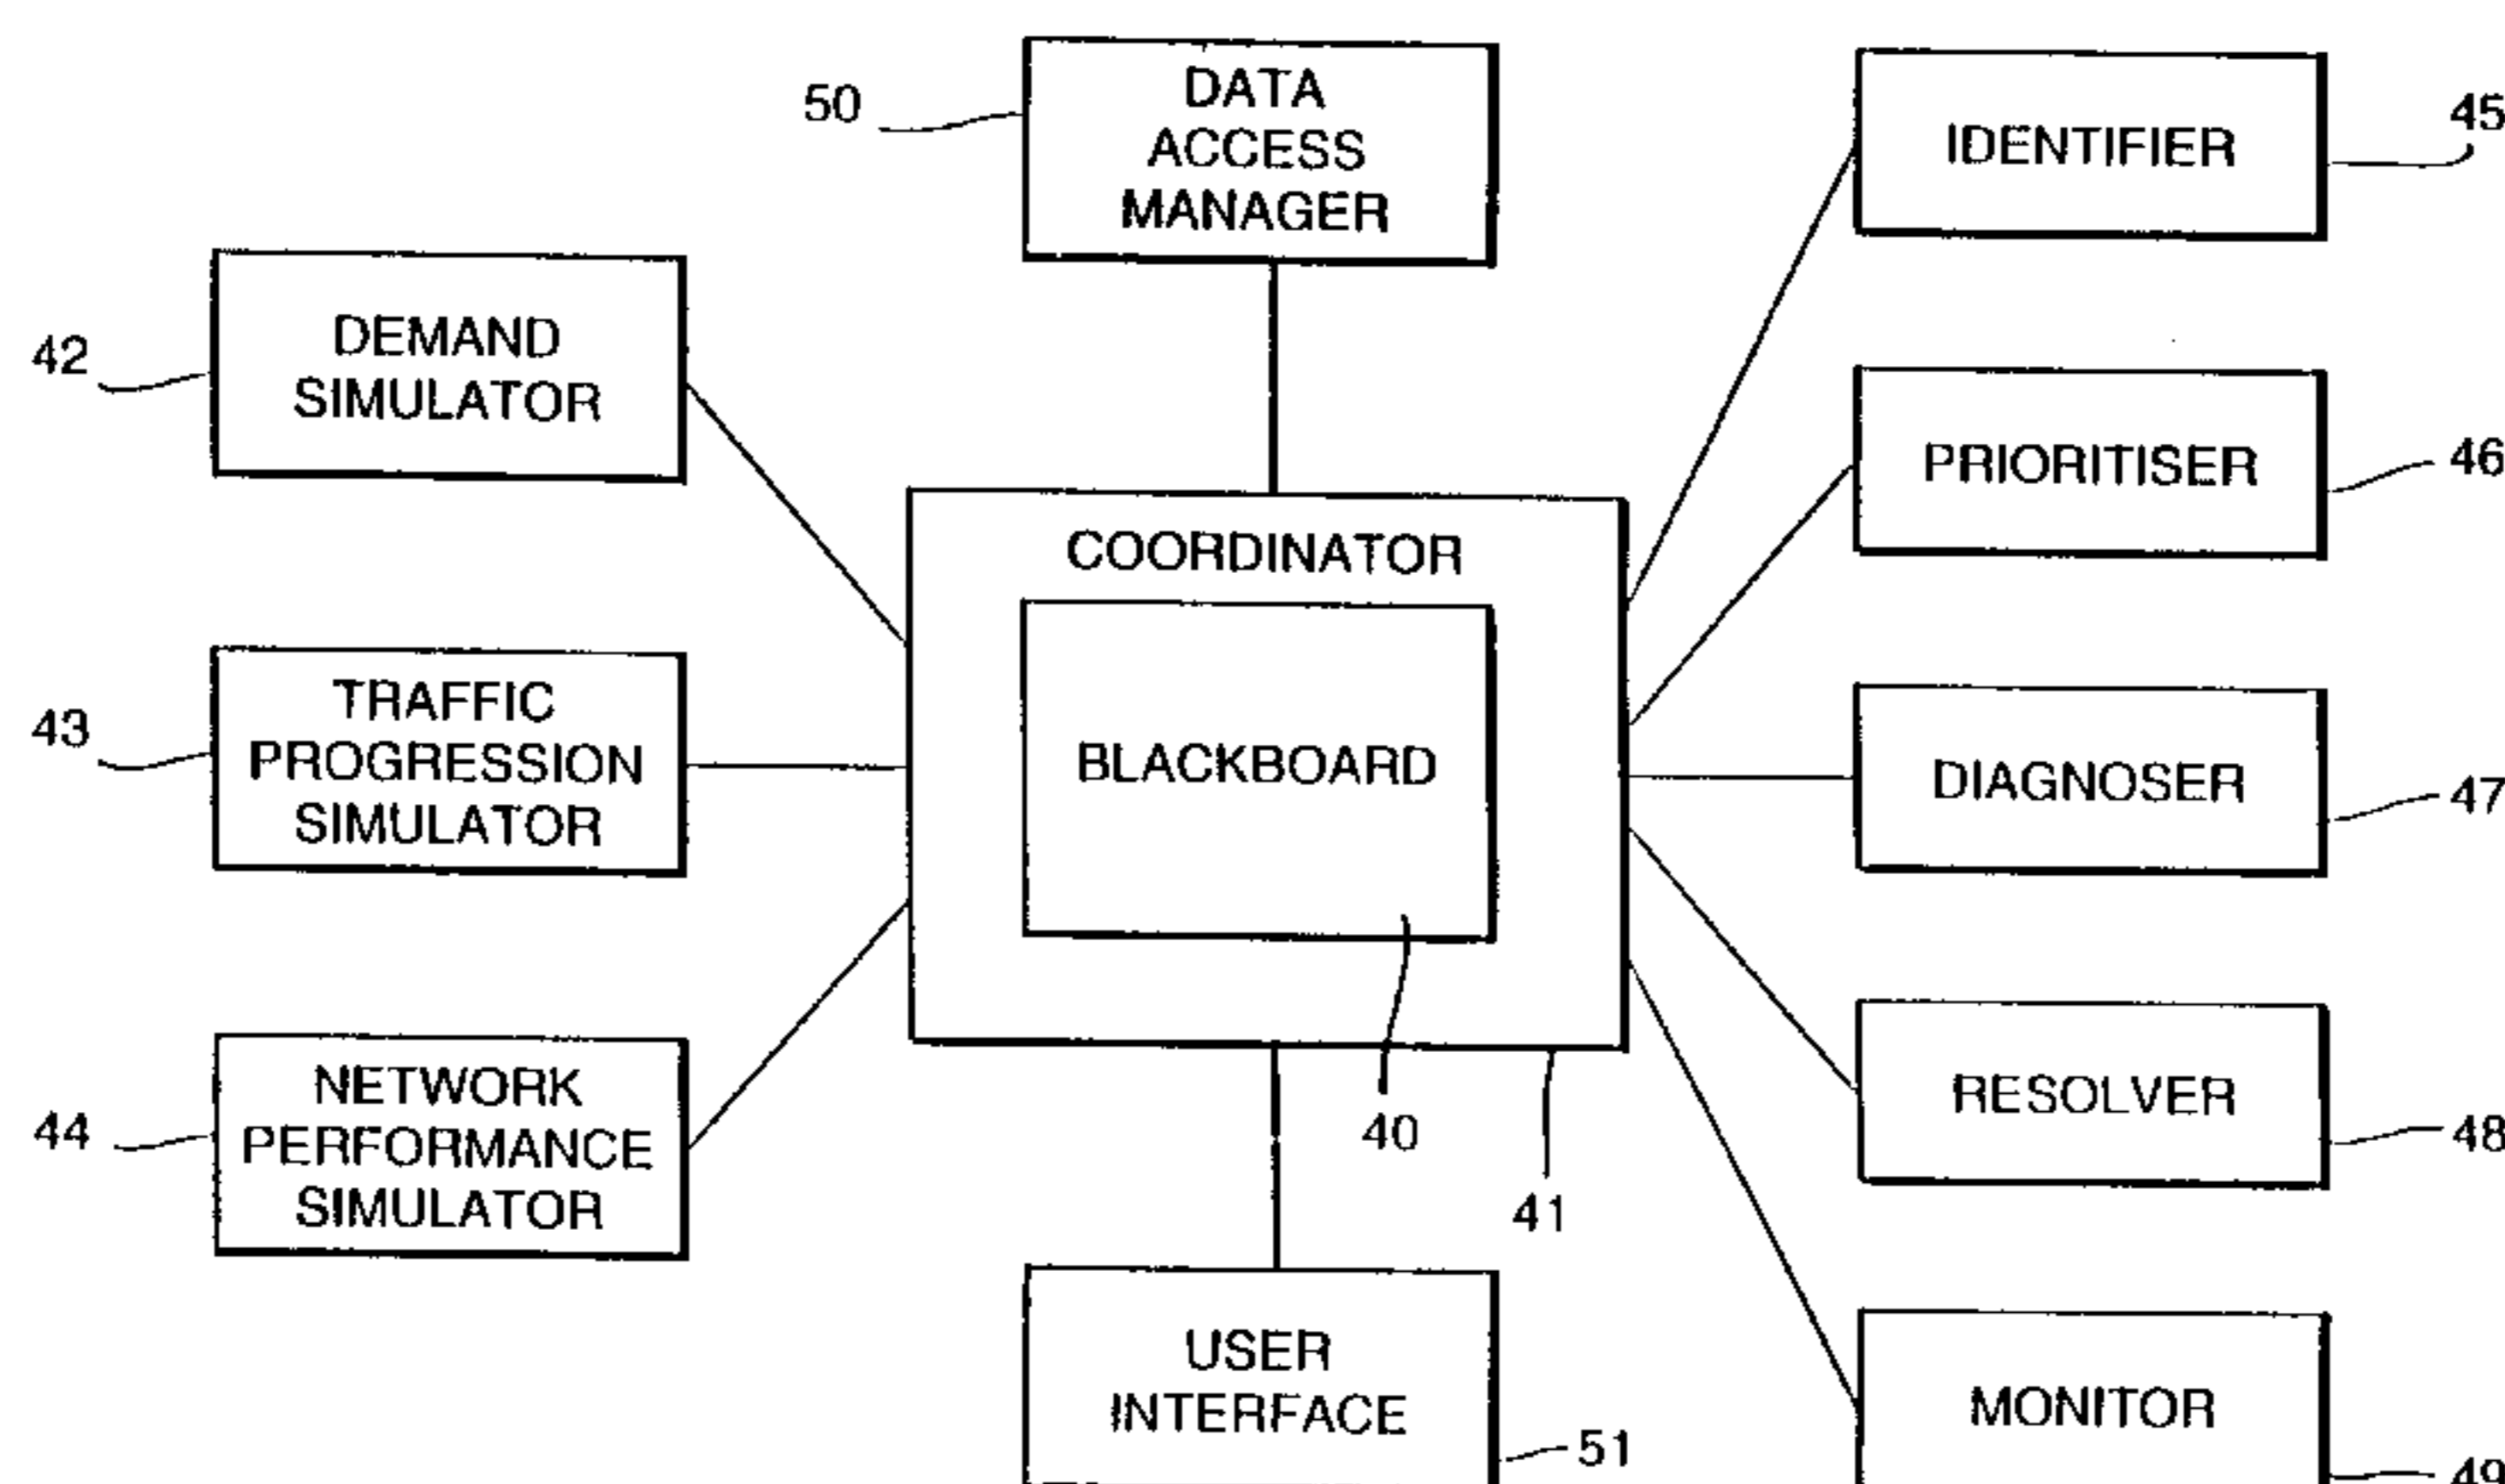 50
DATA
ACCESS
MANAGER
IDENTIFIER
45
42
DEMAND
SIMULATOR
PRIORITISER
46
COORDINATOR
BLACKBOARD
43
TRAFFIC
PROGRESSION
SIMULATOR
DIAGNOSER
47
44
NETWORK
PERFORMANCE
SIMULATOR
40
41
RESOLVER
48
USER
INTERFACE
51
MONITOR
49